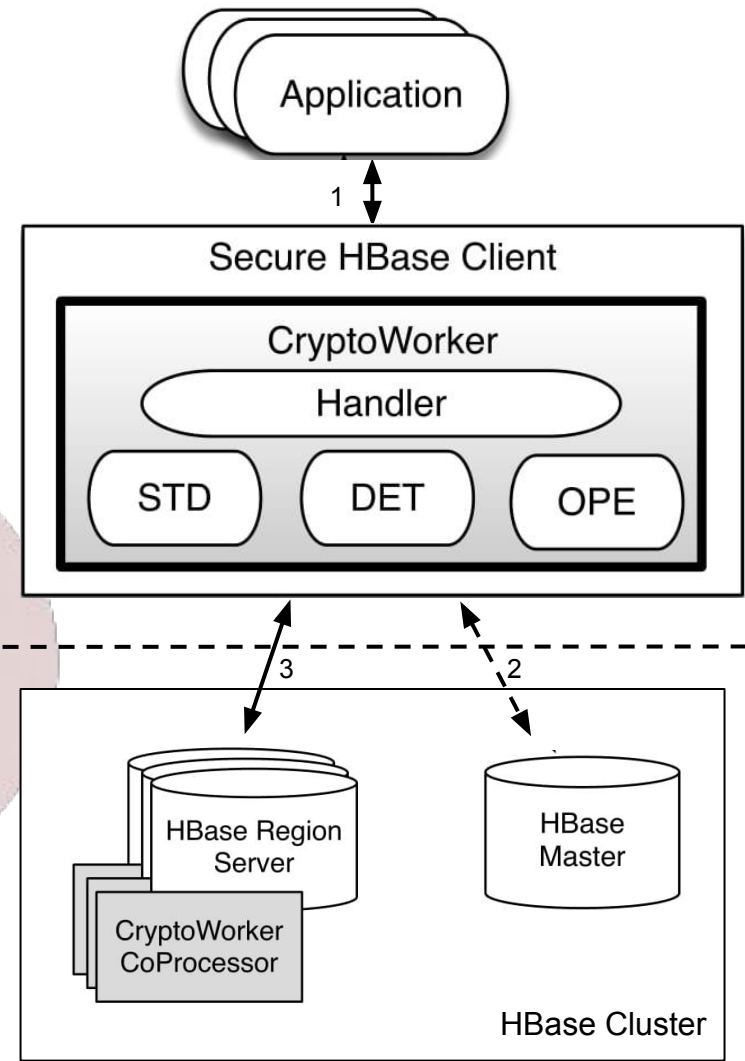 Application
1
Secure HBase Client
CryptoWorker
Handler
STD
DET
OPE
3
2
HBase Region
Server
HBase
Master
CryptoWorker
CoProcessor
HBase Cluster